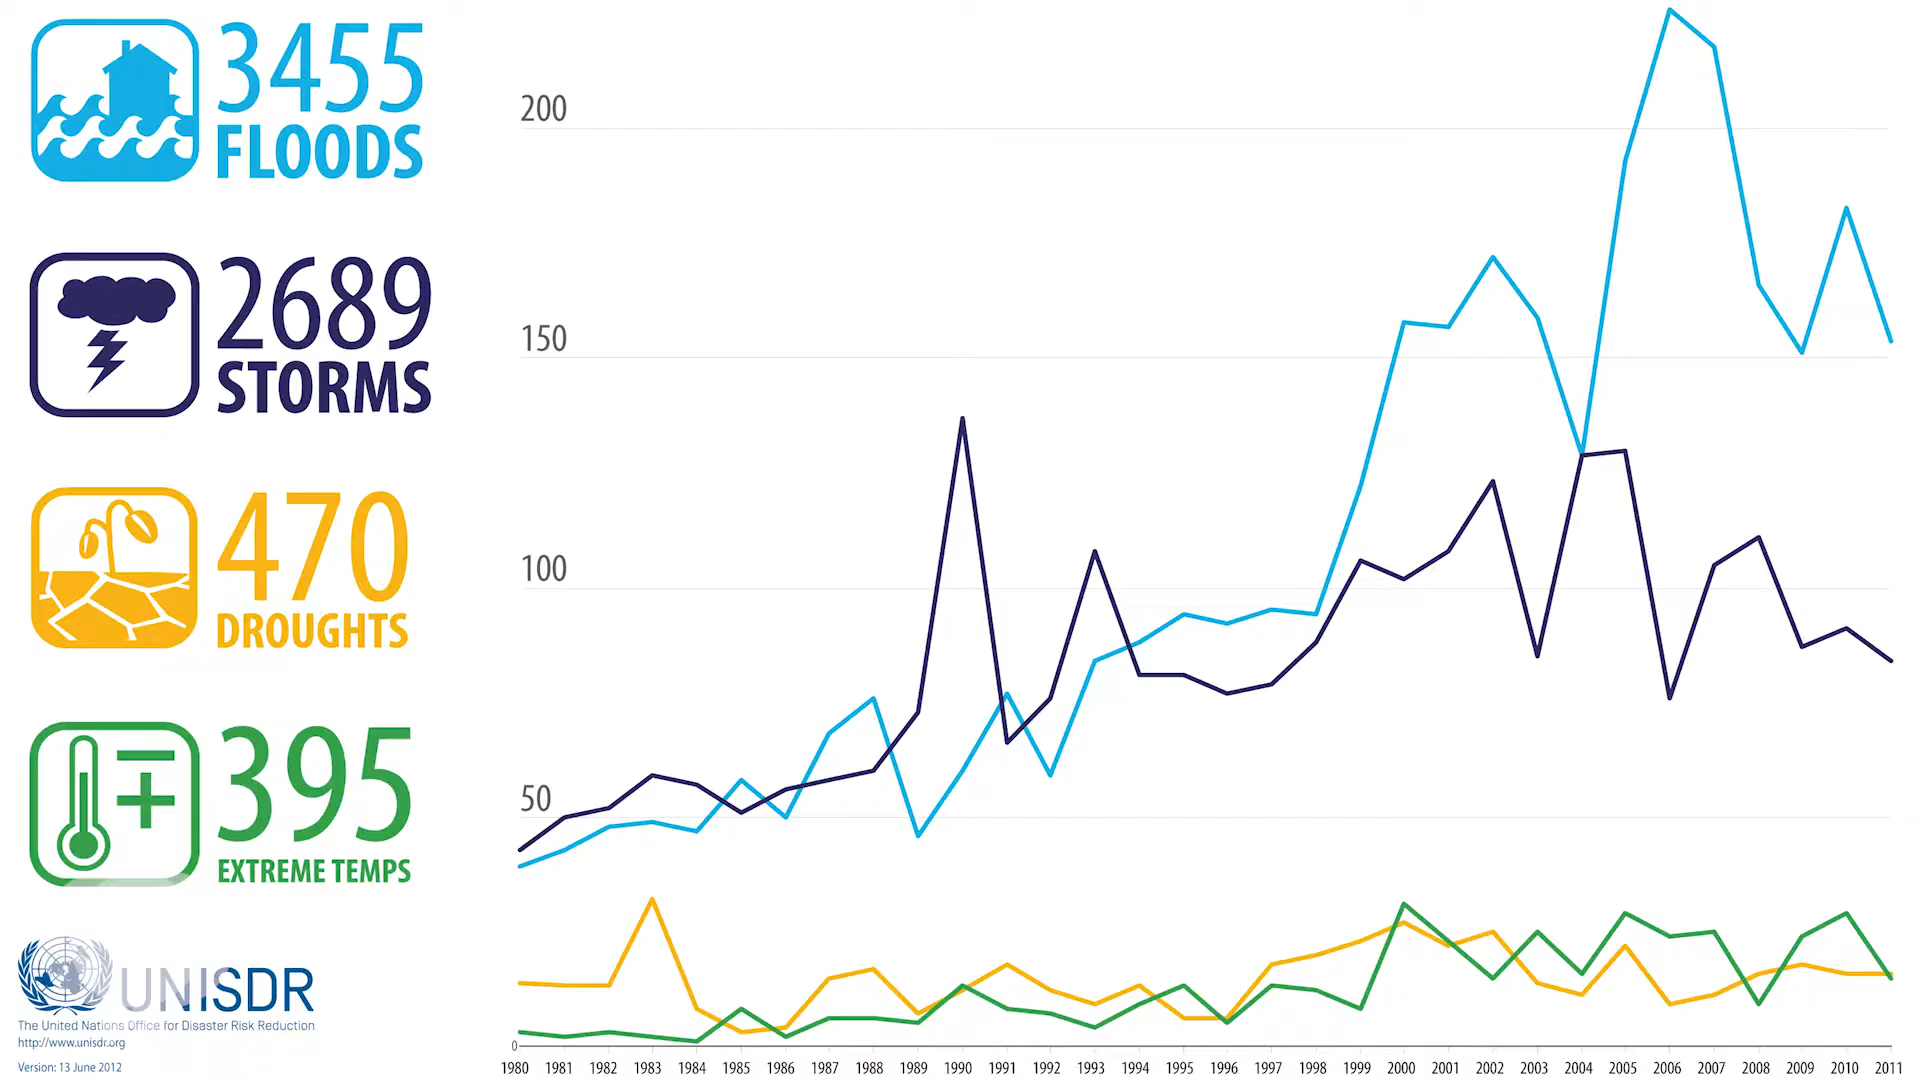 3455
FLOODS
2689
STORMS
470
DROUGHTS
395
EXTREME TEMPS
UNISDR
The United Nations Office for Disaster Risk Reduction
http://www.unisdr.org
Version: 13 June 2012
200
150
100
50
0
1980 1981 1982 1983 1984 1985 1986 1987 1988 1989 1990 1991 1992 1993 1994 1995 1996 1997 1998 1999 2000 2001 2002 2003 2004 2005 2006 2007 2008 2009 2010 2011